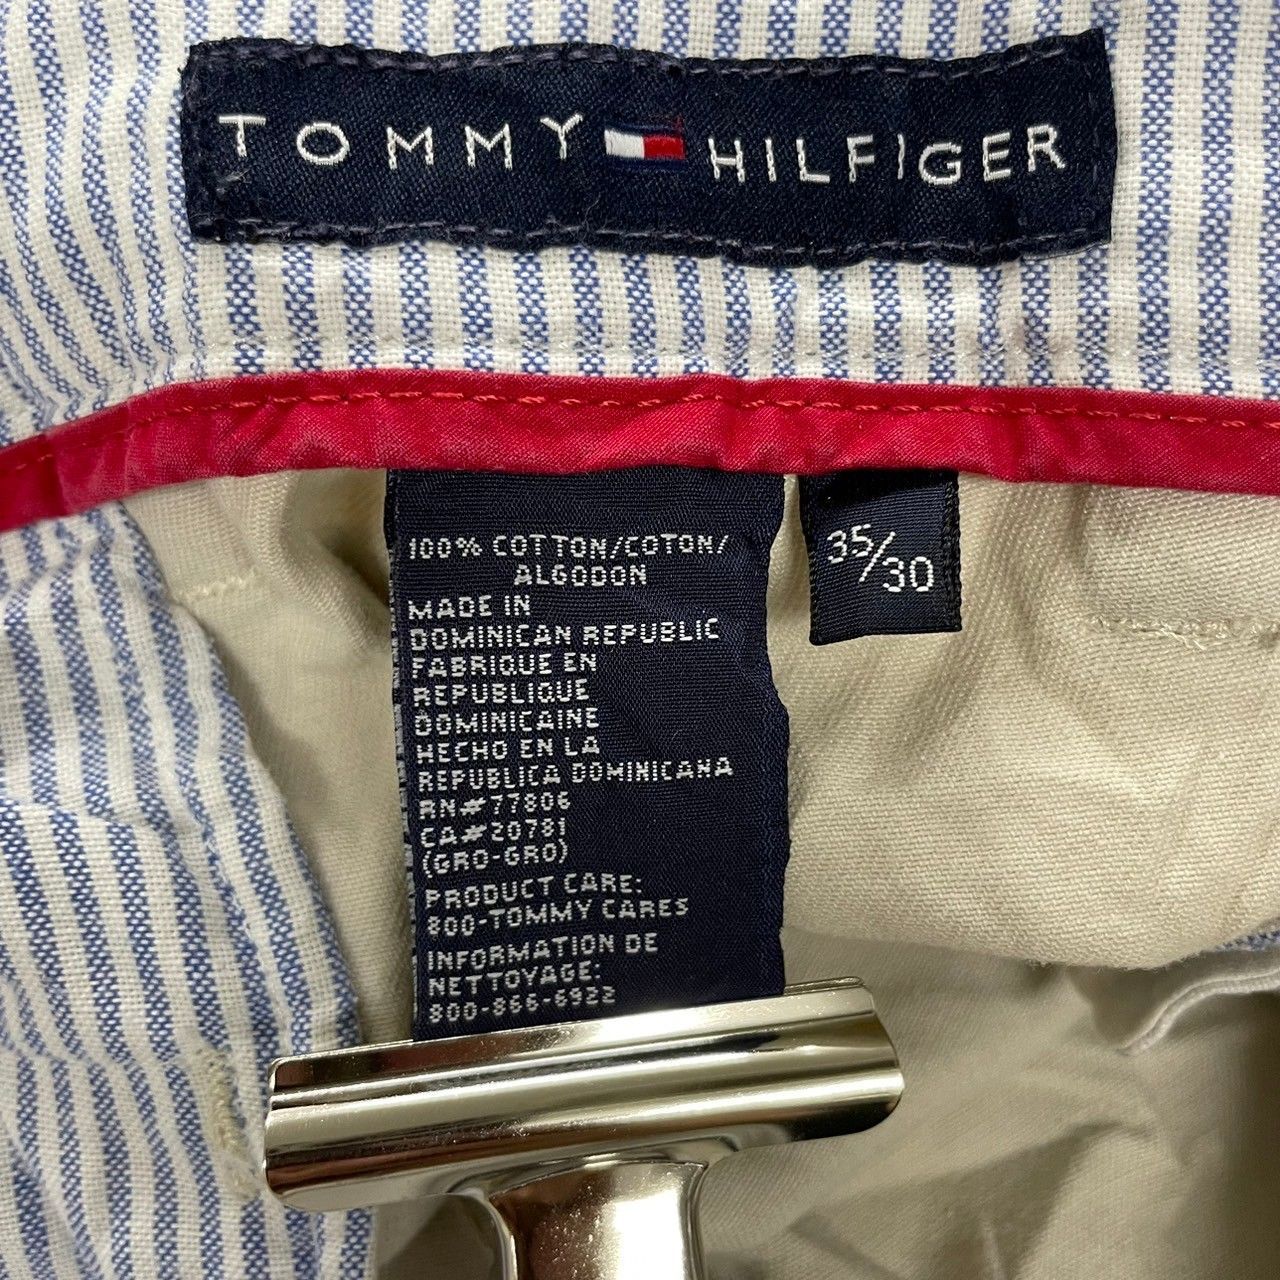 TOMMY HILFIGER
100% COTTON/COTON/
ALGODON
MADE IN
DOMINICAN REPUBLIC
FABRIQUE EN
REPUBLIQUE
DOMINICAINE
HECHO EN LA
REPUBLICA DOMINICANA
RN#77806
CA#20781
(GRO-GRO)
PRODUCT CARE:
800-TOMMY CARES
INFORMATION DE
NETTOYAGE:
800-866-6922
35/30